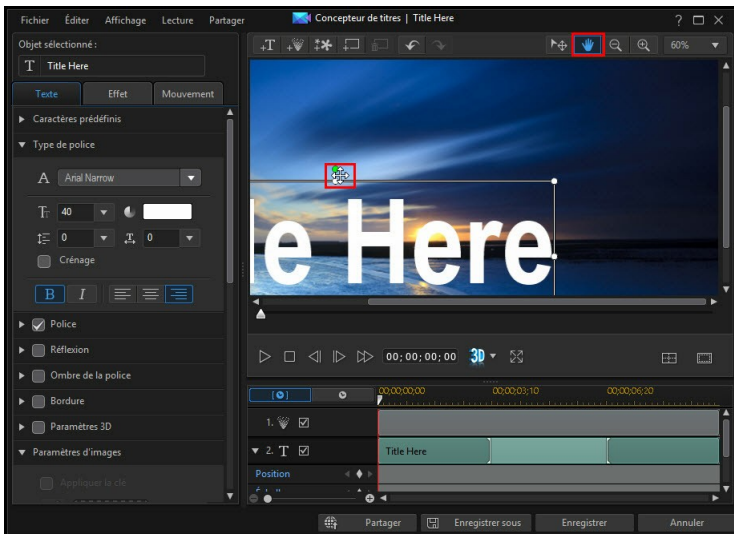 Fichier Éditer Affichage Lecture Partager Concepteur de titres | Title Here
Objet sélectionné :
T Title Here
Texte Effet Mouvement
Caractères prédéfinis
Type de police
A Arial Narrow
40
0 0
Crénage
B I
Police
Réflexion
Ombre de la police
Bordure
Paramètres 3D
Paramètres d'images
Appliquer la clé
60%
le Here
00;00;00;00 3D
00;00;00;00 00;00;03;10 00;00;06;20
1.
2. T Title Here
Position
Partager Enregistrer sous Enregistrer Annuler